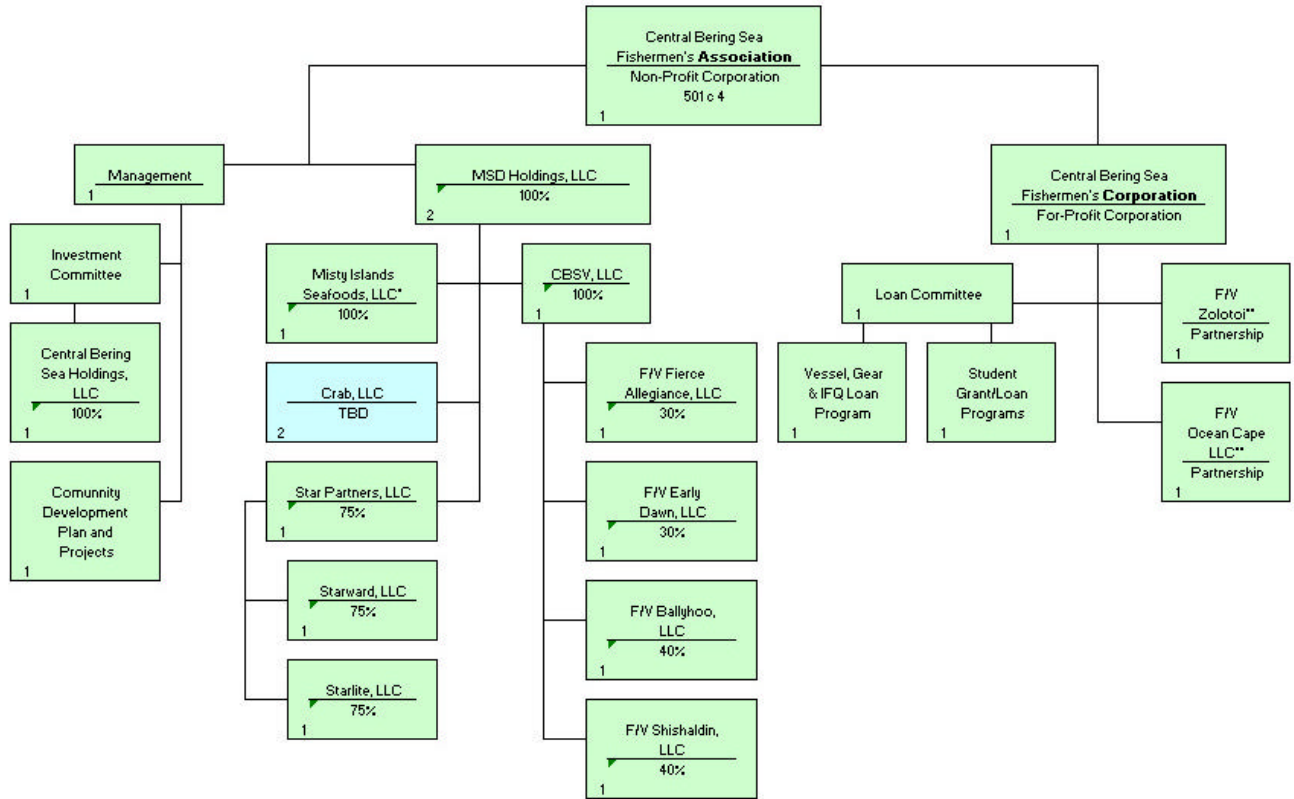 Central Bering Sea
Fishermen's Association
Non-Profit Corporation
501 c 4
1
Management
1
MSD Holdings, LLC
100%
2
Central Bering Sea
Fishermen's Corporation
For-Profit Corporation
1
Investment
Committee
1
Central Bering
Sea Holdings,
LLC
100%
1
Comunnity
Development
Plan and
Projects
1
Misty Islands
Seafoods, LLC*
100%
1
Crab, LLC
TBD
2
Star Partners, LLC
75%
1
Starward, LLC
75%
1
Starlite, LLC
75%
1
CBSV, LLC
100%
1
F/V Fierce
Allegiance, LLC
30%
1
F/V Early
Dawn, LLC
30%
1
F/V Ballyhoo,
LLC
40%
1
F/V Shishaldin,
LLC
40%
1
Loan Committee
1
Vessel, Gear
& IFQ Loan
Program
1
Student
Grant/Loan
Programs
1
F/V
Zolotoi**
Partnership
1
F/V
Ocean Cape
LLC**
Partnership
1